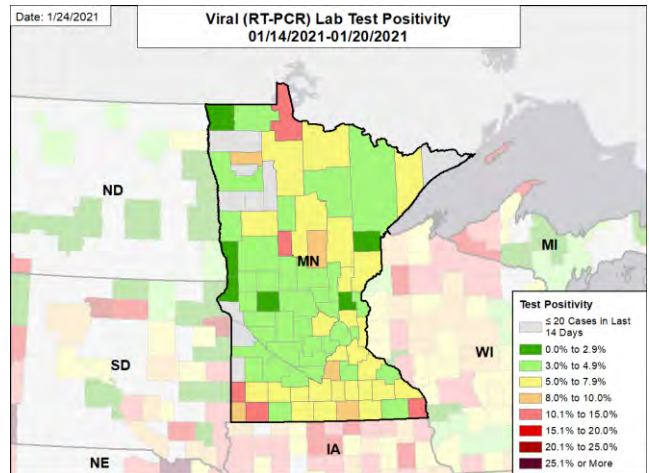 Date: 1/24/2021
Viral (RT-PCR) Lab Test Positivity
01/14/2021-01/20/2021
ND
MN
MI
SD
WI
NE
IA
Test Positivity
≤ 20 Cases in Last
14 Days
0.0% to 2.9%
3.0% to 4.9%
5.0% to 7.9%
8.0% to 10.0%
10.1% to 15.0%
15.1% to 20.0%
20.1% to 25.0%
25.1% or More